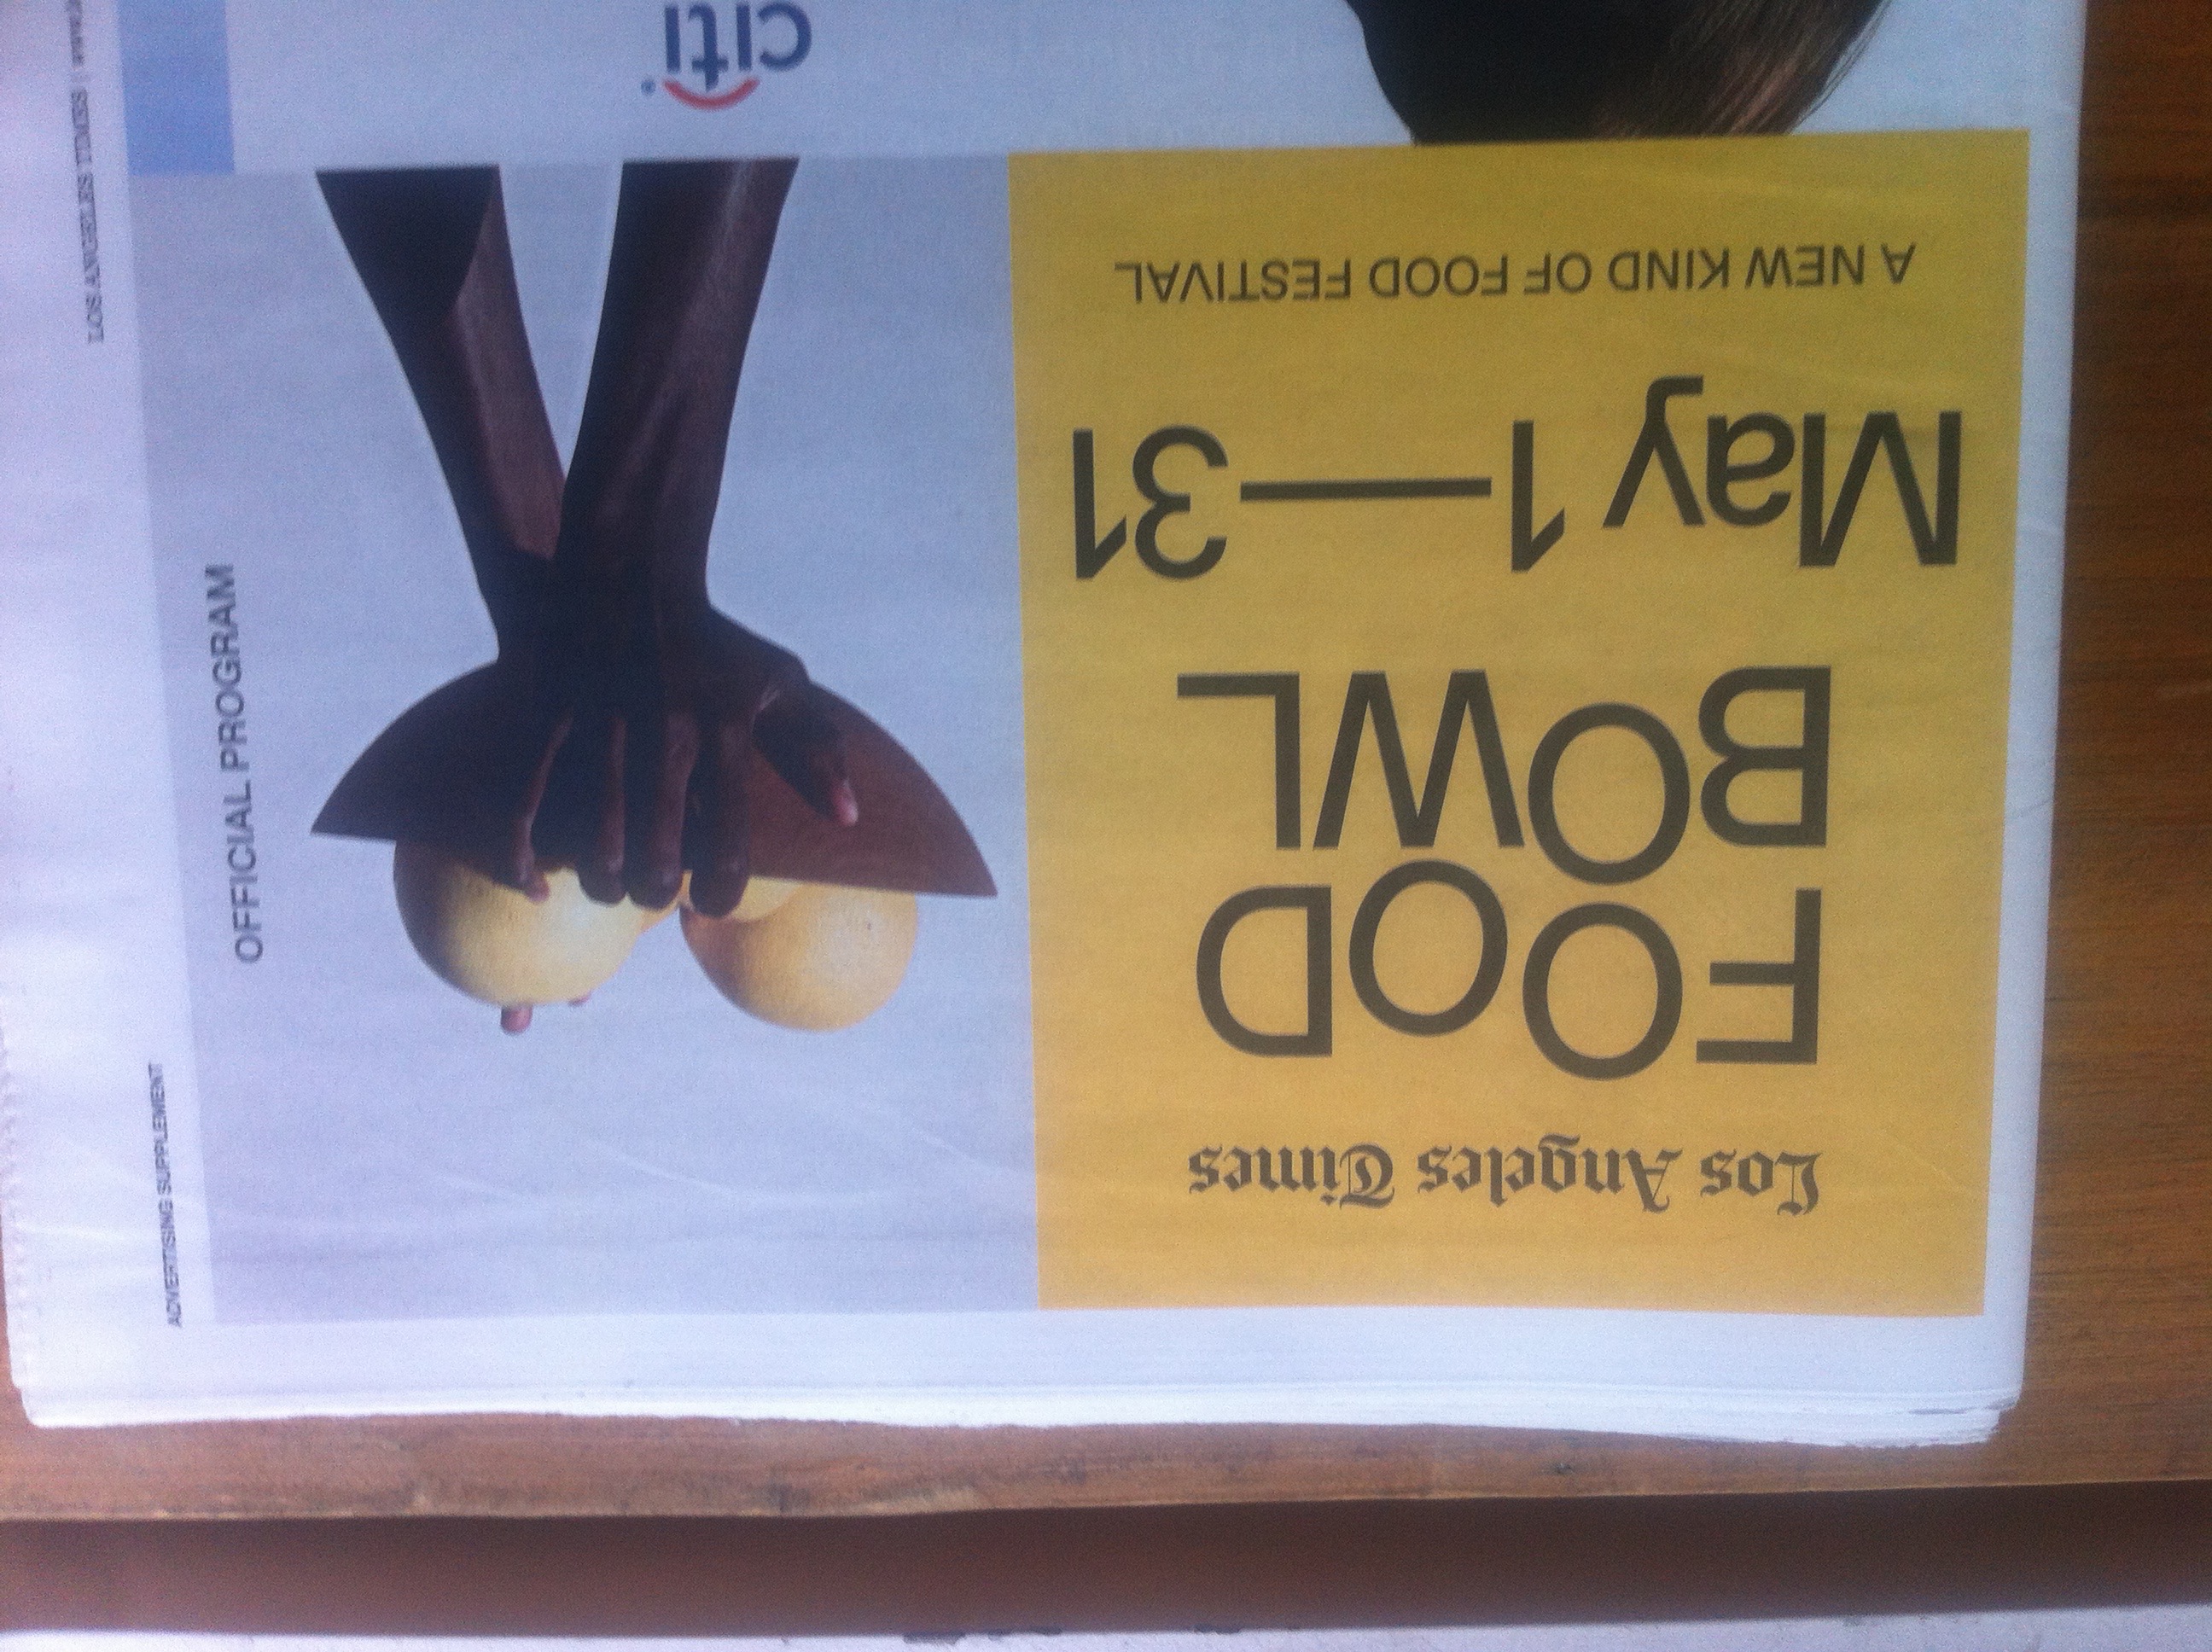 Los Angeles Times
FOOD
BOWL
May 1—31
A NEW KIND OF FOOD FESTIVAL
citi®
OFFICIAL PROGRAM
ADVERTISING SUPPLEMENT
LOS ANGELES TIMES |